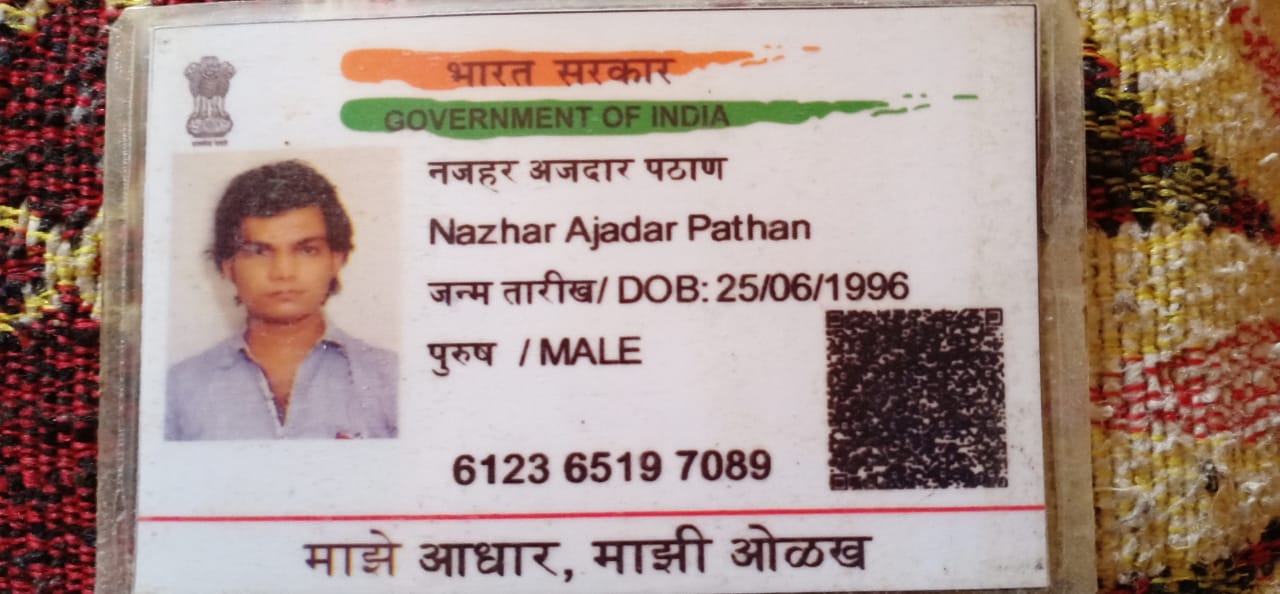 भारत सरकार
GOVERNMENT OF INDIA
नजहर अजदार पठाण
Nazhar Ajadar Pathan
जन्म तारीख/ DOB: 25/06/1996
पुरुष / MALE
6123 6519 7089
माझे आधार, माझी ओळख